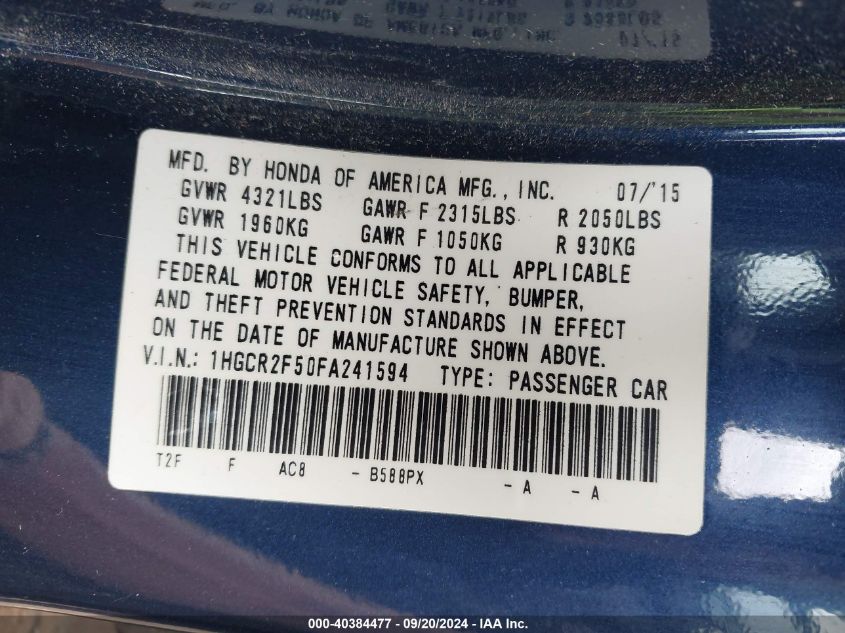 MFD. BY HONDA OF AMERICA MFG., INC. 07/'15
GVWR 4321LBS GAWR F 2315LBS R 2050LBS
GVWR 1960KG GAWR F 1050KG R 930KG
THIS VEHICLE CONFORMS TO ALL APPLICABLE
FEDERAL MOTOR VEHICLE SAFETY, BUMPER,
AND THEFT PREVENTION STANDARDS IN EFFECT
ON THE DATE OF MANUFACTURE SHOWN ABOVE.
V.I.N.: 1HGCR2F50FA241594 TYPE: PASSENGER CAR
T2F F AC8 - B588PX - A - A
000-40384477 - 09/20/2024 - IAA Inc.